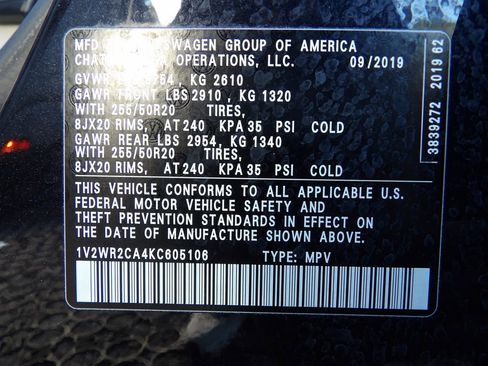 MFD VOLKSWAGEN GROUP OF AMERICA
OPERATIONS, LLC. 09/2019
GVWR KG 2610
GAWR FRONT LBS 2910, KG 1320
WITH 255/50R20 TIRES,
8JX20 RIMS, AT 240 KPA 35 PSI COLD
GAWR REAR LBS 2954, KG 1340
WITH 255/50R20 TIRES,
8JX20 RIMS, AT 240 KPA 35 PSI COLD
THIS VEHICLE CONFORMS TO ALL APPLICABLE U.S.
FEDERAL MOTOR VEHICLE SAFETY AND
THEFT PREVENTION STANDARDS IN EFFECT ON
THE DATE OF MANUFACTURE SHOWN ABOVE.
1V2WR2CA4KC605106 TYPE: MPV
3839272 2019 62